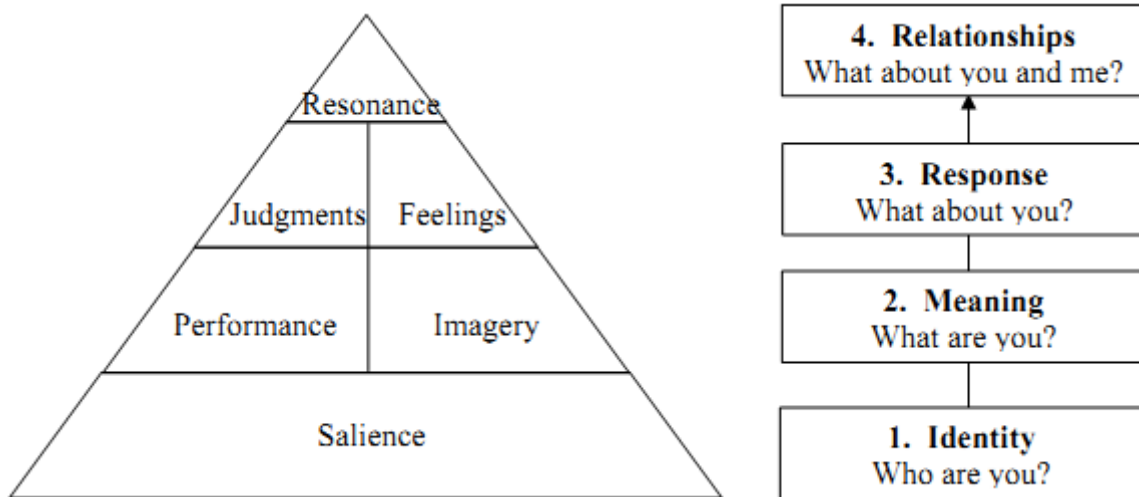 Resonance
Judgments
Feelings
Performance
Imagery
Salience
4. Relationships
What about you and me?
3. Response
What about you?
2. Meaning
What are you?
1. Identity
Who are you?